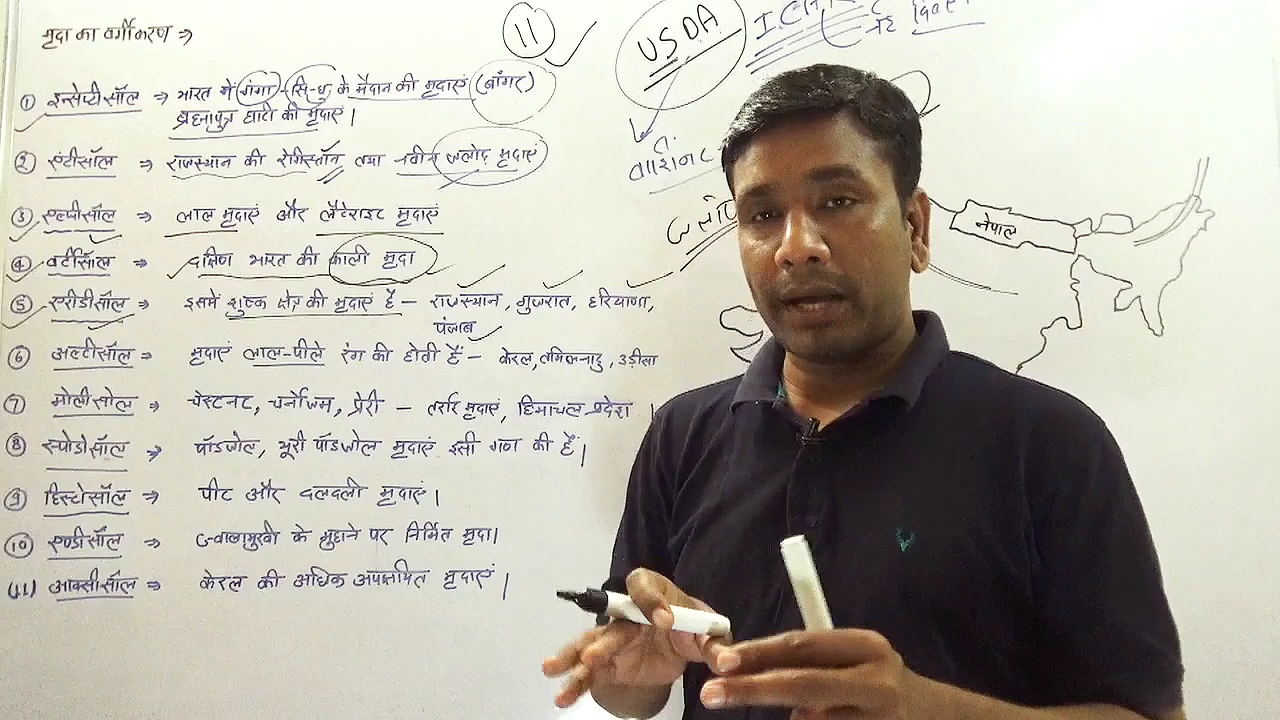 मृदा का वर्गीकरण ⇒
① इन्सेप्टीसॉल ⇒ भारत में गंगा - सिन्धु के मैदान की मृदाएं (बाँगर)
ब्रह्मपुत्र घाटी की मृदाएं।
② एंटीसॉल ⇒ राजस्थान की रेगिस्तान तथा नवीन जलोढ़ मृदाएं
③ एल्फीसॉल ⇒ लाल मृदाएं और लैटेराइट मृदाएं
④ वर्टीसॉल ⇒ दक्षिण भारत की काली मृदा
⑤ एरीडीसॉल ⇒ इसमें शुष्क क्षेत्र की मृदाएं हैं – राजस्थान, गुजरात, हरियाणा,
पंजाब
⑥ अल्टीसॉल ⇒ मृदाएं लाल-पीले रंग की होती हैं – केरल, तमिलनाडु, उड़ीसा
⑦ मोलीसोल ⇒ चेस्टनट, चर्नोजम, प्रेरी – तराई मृदाएं, हिमाचल प्रदेश ।
⑧ स्पोडोसॉल ⇒ पॉडजोल, भूरी पॉडजोल मृदाएं इसी गण की हैं।
⑨ हिस्टोसॉल ⇒ पीट और दलदली मृदाएं।
⑩ एण्डीसॉल ⇒ ज्वालामुखी के मुहाने पर निर्मित मृदा।
(11) आक्सीसॉल ⇒ केरल की अधिक अपक्षयित मृदाएं।
11
USDA
नेपाल